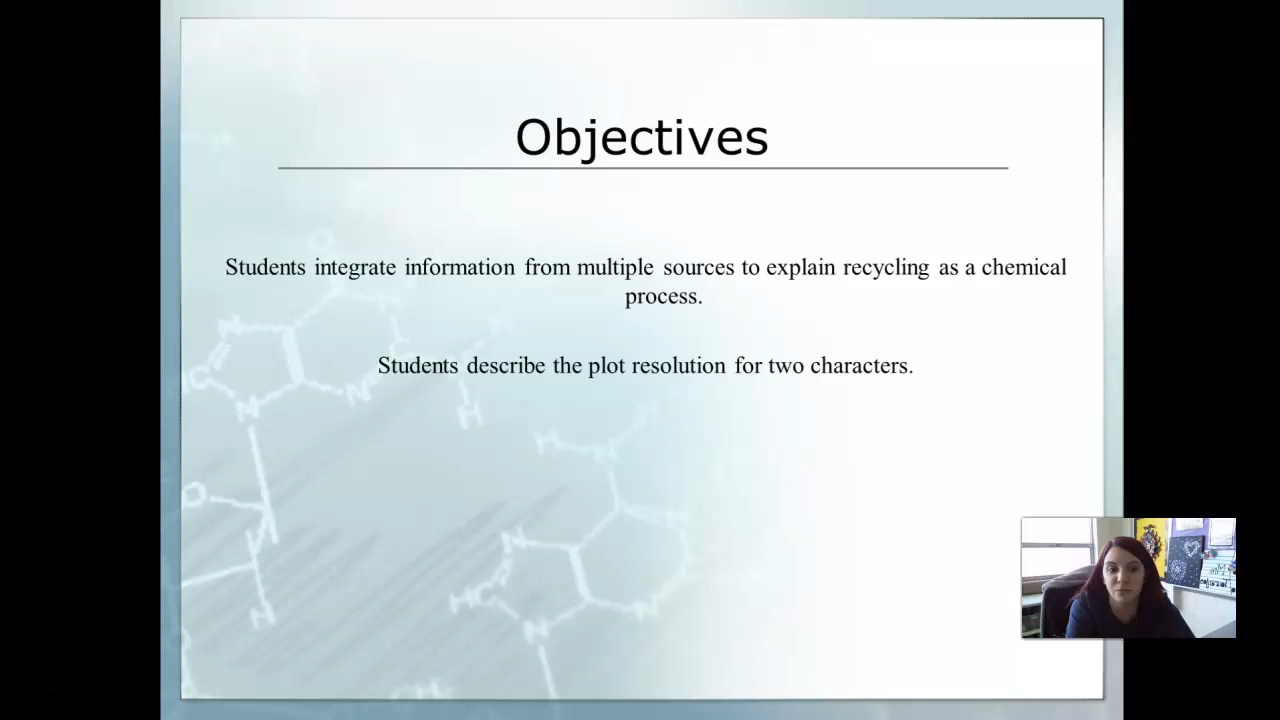 Objectives
Students integrate information from multiple sources to explain recycling as a chemical
process.
Students describe the plot resolution for two characters.